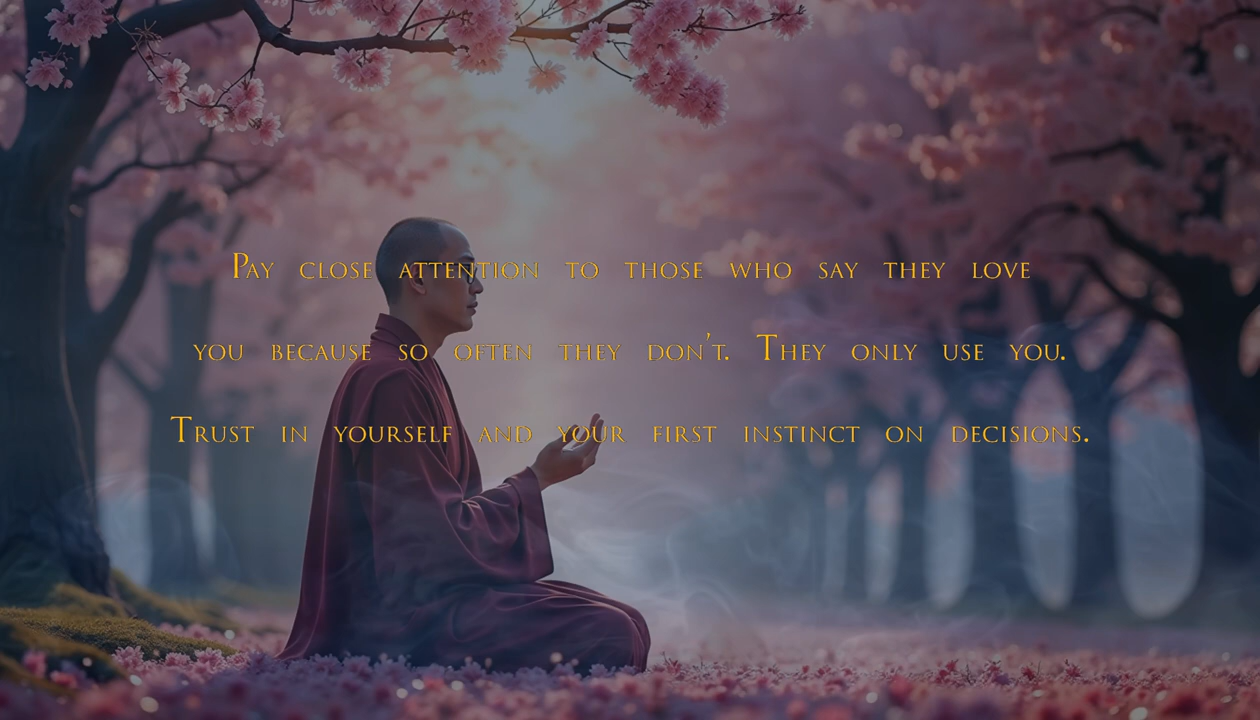 Pay close attention to those who say they love
you because so often they don't. They only use you.
Trust in yourself and your first instinct on decisions.